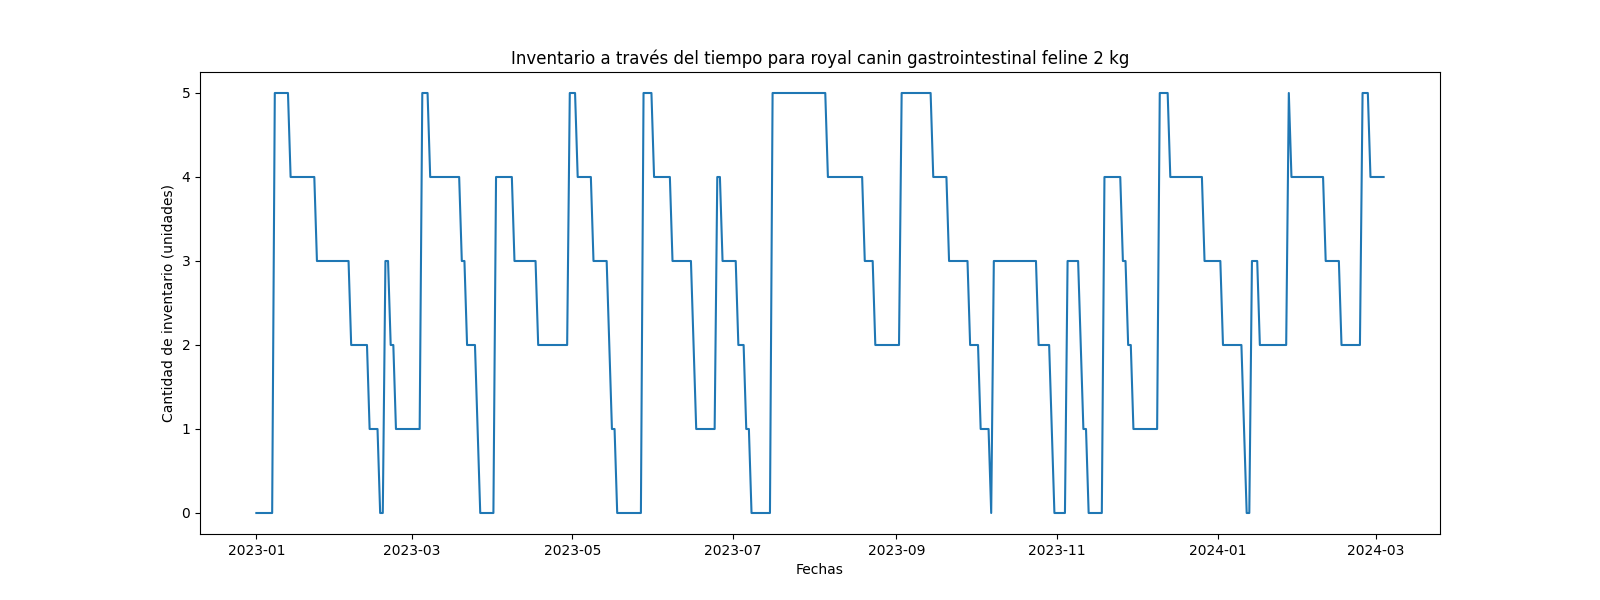 Inventario a través del tiempo para royal canin gastrointestinal feline 2 kg
Cantidad de inventario (unidades)
5
4
3
2
1
0
2023-01 2023-03 2023-05 2023-07 2023-09 2023-11 2024-01 2024-03
Fechas